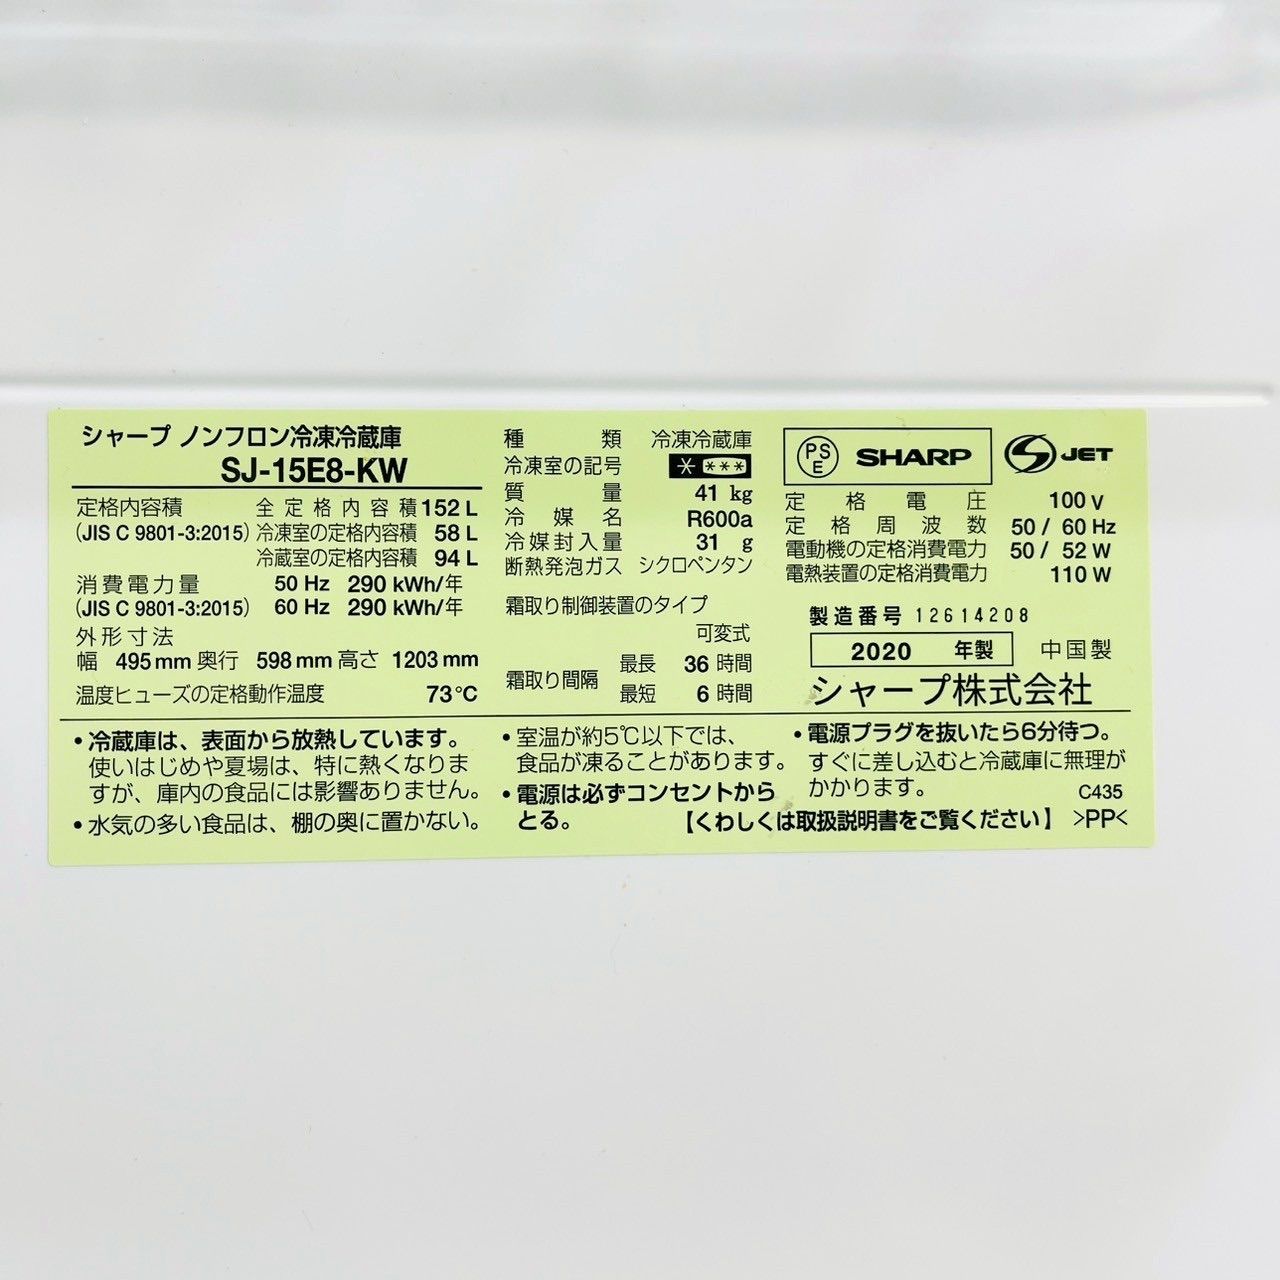 シャープ ノンフロン冷凍冷蔵庫
SJ-15E8-KW
定格内容積 全定格内容積 152 L
(JIS C 9801-3:2015) 冷凍室の定格内容積 58 L
冷蔵室の定格内容積 94 L
消費電力量 50 Hz 290 kWh/年
(JIS C 9801-3:2015) 60 Hz 290 kWh/年
外形寸法
幅 495 mm 奥行 598 mm 高さ 1203 mm
温度ヒューズの定格動作温度 73℃
種類 冷凍冷蔵庫
冷凍室の記号 * ***
質量 41 kg
冷媒名 R600a
冷媒封入量 31 g
断熱発泡ガス シクロペンタン
霜取り制御装置のタイプ
可変式
霜取り間隔 最長 36 時間
最短 6 時間
PS E SHARP S JET
定格電圧 100 V
定格周波数 50 / 60 Hz
電動機の定格消費電力 50 / 52 W
電熱装置の定格消費電力 110 W
製造番号 12614208
2020 年製 中国製
シャープ株式会社
・冷蔵庫は、表面から放熱しています。
使いはじめや夏場は、特に熱くなりま
すが、庫内の食品には影響ありません。
・水気の多い食品は、棚の奥に置かない。
・室温が約5℃以下では、
食品が凍ることがあります。
・電源は必ずコンセントから
とる。
・電源プラグを抜いたら6分待つ。
すぐに差し込むと冷蔵庫に無理が
かかります。
C435
【くわしくは取扱説明書をご覧ください】 >PP<